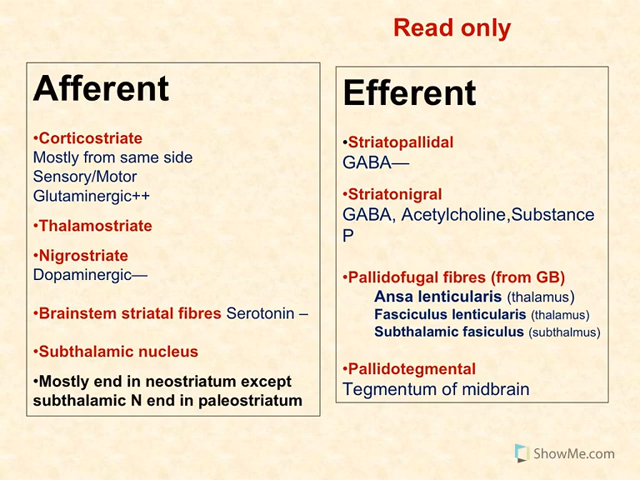 Read only
Afferent
•Corticostriate
Mostly from same side
Sensory/Motor
Glutaminergic++
•Thalamostriate
•Nigrostriate
Dopaminergic—
•Brainstem striatal fibres Serotonin –
•Subthalamic nucleus
•Mostly end in neostriatum except
subthalamic N end in paleostriatum
Efferent
•Striatopallidal
GABA—
•Striatonigral
GABA, Acetylcholine,Substance
P
•Pallidofugal fibres (from GB)
Ansa lenticularis (thalamus)
Fasciculus lenticularis (thalamus)
Subthalamic fasiculus (subthalmus)
•Pallidotegmental
Tegmentum of midbrain
ShowMe.com